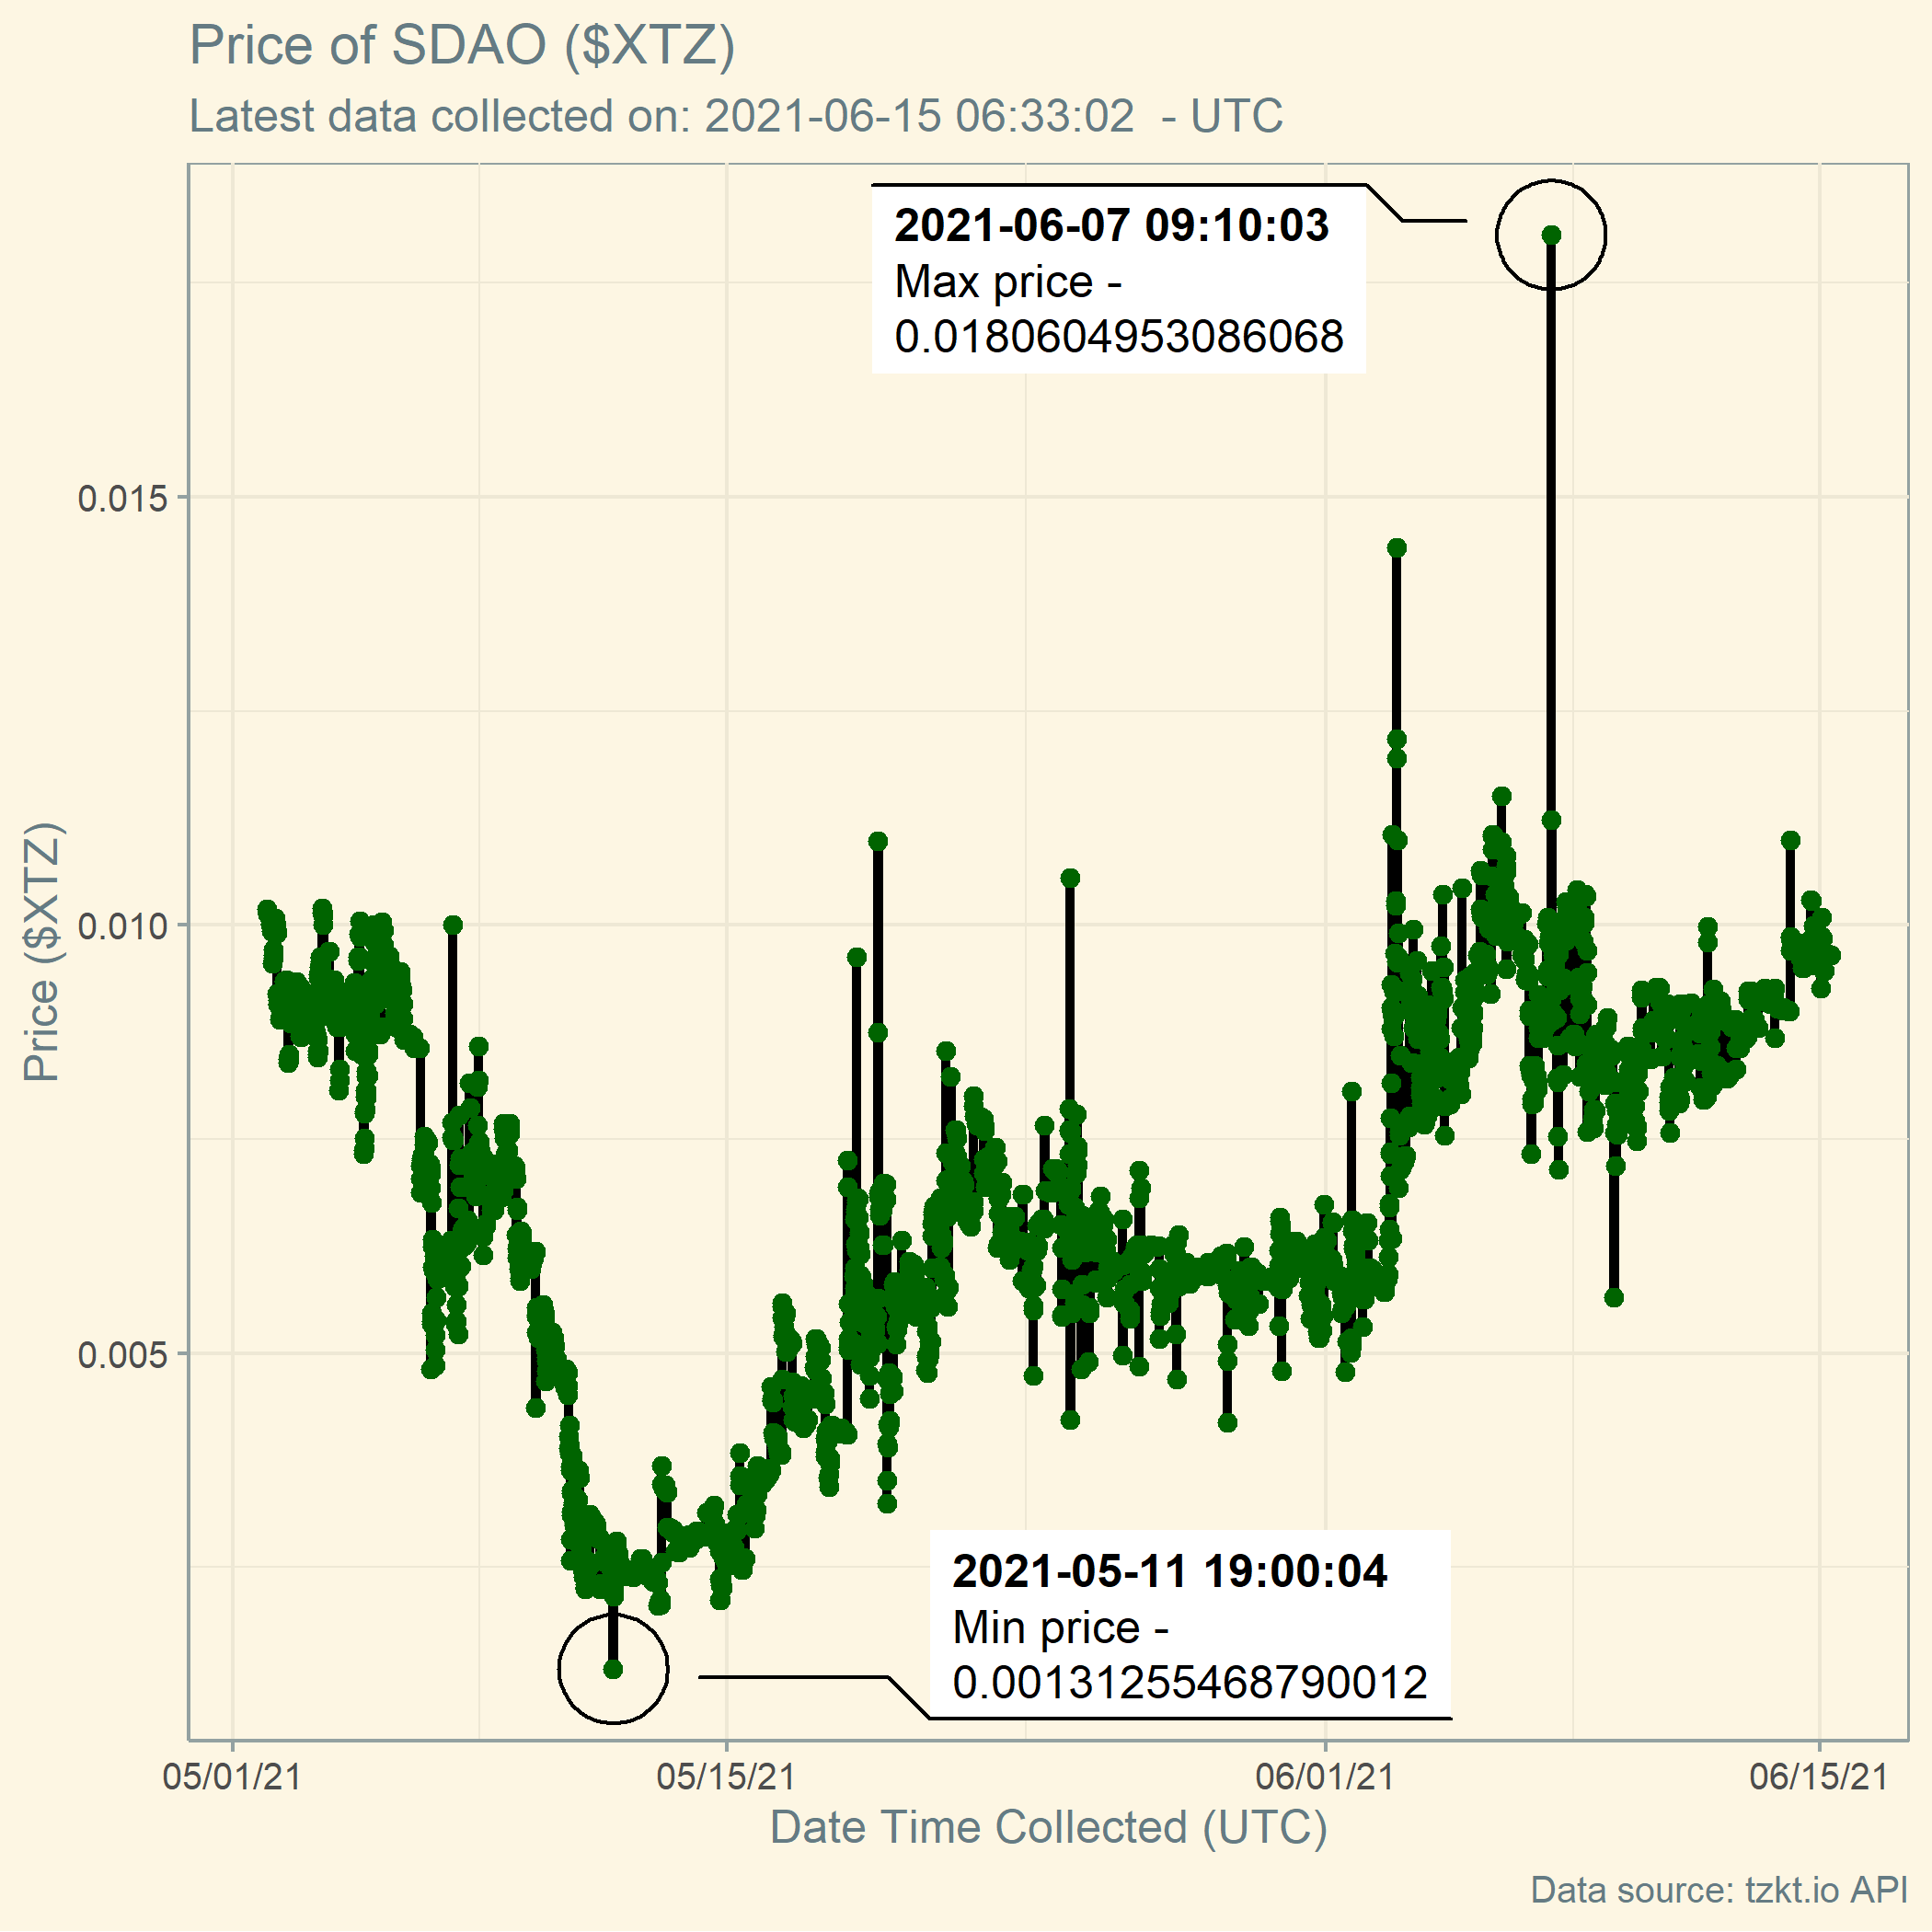 Price of SDAO ($XTZ)
Latest data collected on: 2021-06-15 06:33:02  - UTC
2021-06-07 09:10:03
Max price -
0.0180604953086068
0.015
0.010
0.005
Price ($XTZ)
2021-05-11 19:00:04
Min price -
0.00131255468790012
05/01/21
05/15/21
06/01/21
06/15/21
Date Time Collected (UTC)
Data source: tzkt.io API